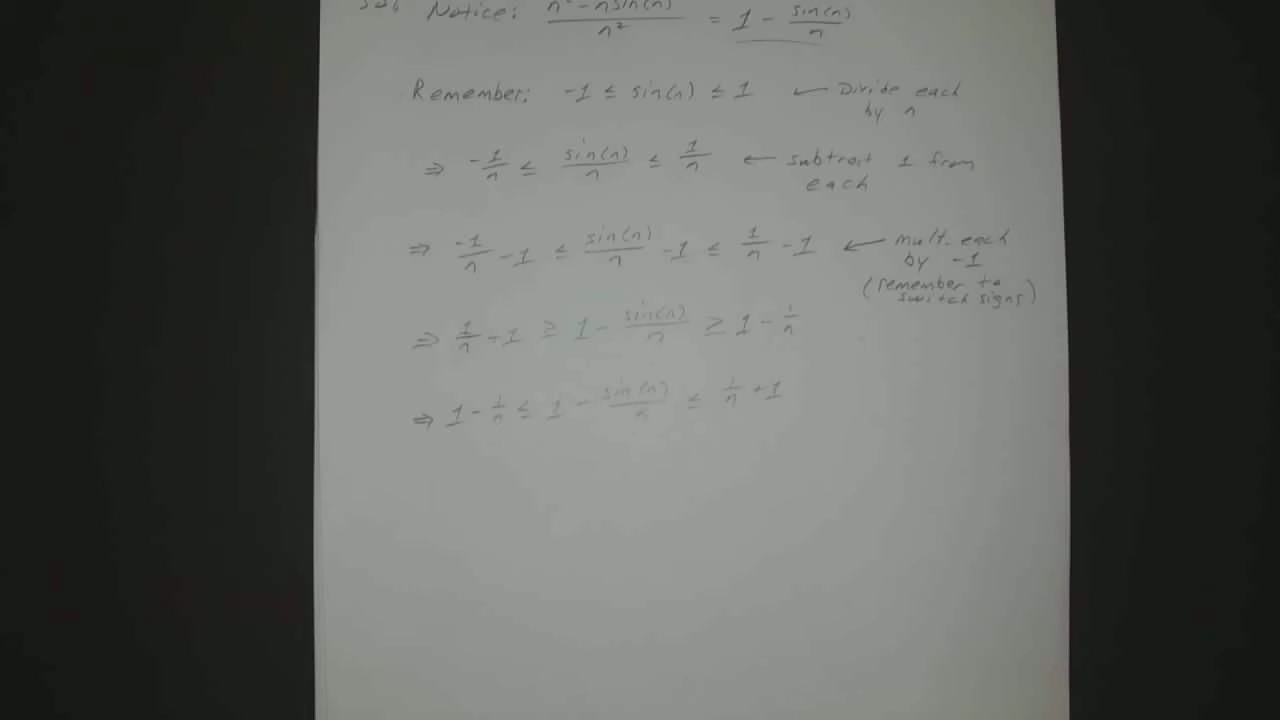 Notice: n² - n sin(n) / n² = 1 - sin(n)/n
Remember: -1 ≤ sin(n) ≤ 1 ← Divide each
by n
⇒ -1/n ≤ sin(n)/n ≤ 1/n ← subtract 1 from
each
⇒ -1/n - 1 ≤ sin(n)/n - 1 ≤ 1/n - 1 ← mult. each
by -1
(remember to
switch signs)
⇒ 1/n + 1 ≥ 1 - sin(n)/n ≥ 1 - 1/n
⇒ 1 - 1/n ≤ 1 - sin(n)/n ≤ 1/n + 1